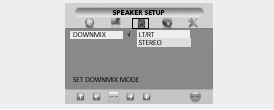 SPEAKER SETUP
DOWNMIX √ LT/RT
STEREO
SET DOWNMIX MODE